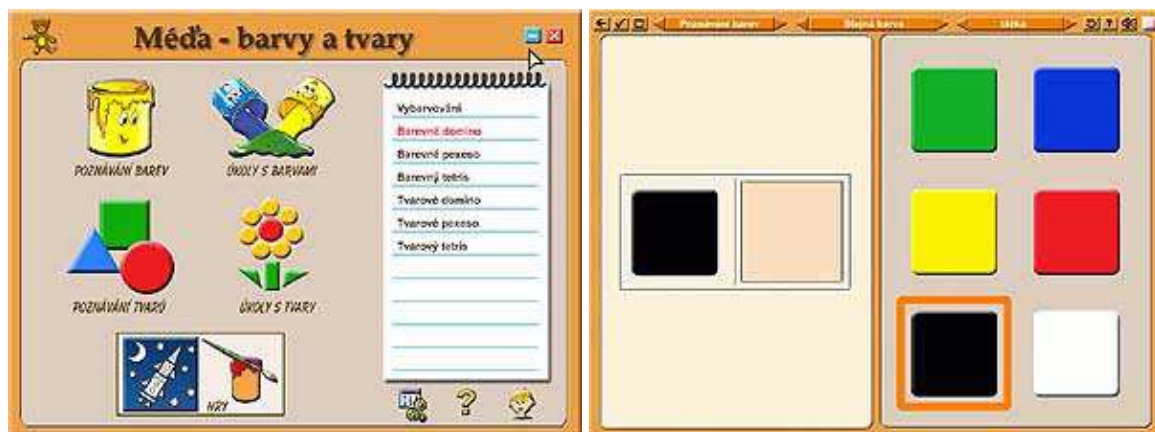 Méďa - barvy a tvary
POZNÁVÁNÍ BAREV
ÚKOLY S BARVAMI
POZNÁVÁNÍ TVARŮ
ÚKOLY S TVARY
HRY
Vybarvování
Barevné domino
Barevné pexeso
Barevný tetris
Tvarové domino
Tvarové pexeso
Tvarový tetris
?
Poznávání barev
Stejná barva
?